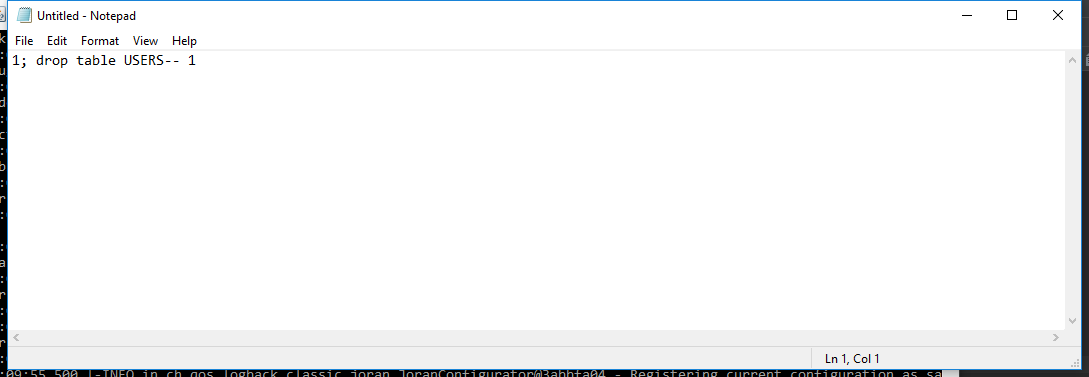 Untitled - Notepad
File Edit Format View Help
1; drop table USERS-- 1
Ln 1, Col 1
:09:55,500 |-INFO in ch.qos.logback.classic.joran.JoranConfigurator@3abbfa04 - Registering current configuration as sa